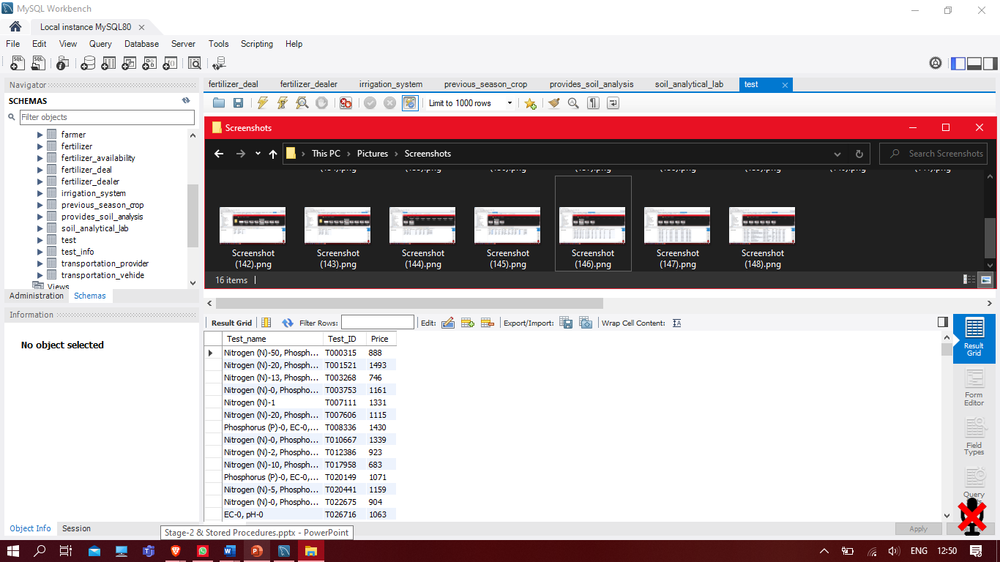 MySQL Workbench
Local instance MySQL80
File Edit View Query Database Server Tools Scripting Help
Navigator
SCHEMAS
Filter objects
farmer
fertilizer
fertilizer_availability
fertilizer_deal
fertilizer_dealer
irrigation_system
previous_season_crop
provides_soil_analysis
soil_analytical_lab
test
test_info
transportation_provider
transportation_vehide
Views
Administration Schemas
Information
No object selected
Object Info Session
fertilizer_deal fertilizer_dealer irrigation_system previous_season_crop provides_soil_analysis soil_analytical_lab test
Limit to 1000 rows
Screenshots
This PC Pictures Screenshots
Search Screenshots
Screenshot (142).png
Screenshot (143).png
Screenshot (144).png
Screenshot (145).png
Screenshot (146).png
Screenshot (147).png
Screenshot (148).png
16 items
Result Grid Filter Rows: Edit: Export/Import: Wrap Cell Content:
Test_name Test_ID Price
Nitrogen (N)-50, Phosph... T000315 888
Nitrogen (N)-20, Phosph... T001521 1493
Nitrogen (N)-13, Phosph... T003268 746
Nitrogen (N)-0, Phospho... T003753 1161
Nitrogen (N)-1 T007111 1331
Nitrogen (N)-20, Phosph... T007606 1115
Phosphorus (P)-0, EC-0,... T008336 1430
Nitrogen (N)-0, Phospho... T010667 1339
Nitrogen (N)-2, Phospho... T012386 923
Nitrogen (N)-10, Phosph... T017958 683
Phosphorus (P)-0, EC-0,... T020149 1071
Nitrogen (N)-5, Phospho... T020441 1159
Nitrogen (N)-0, Phospho... T022675 904
EC-0, pH-0 T026716 1063
Result
Grid
Form
Editor
Field
Types
Query
Apply
Stage-2 & Stored Procedures.pptx - PowerPoint
ENG 12:50